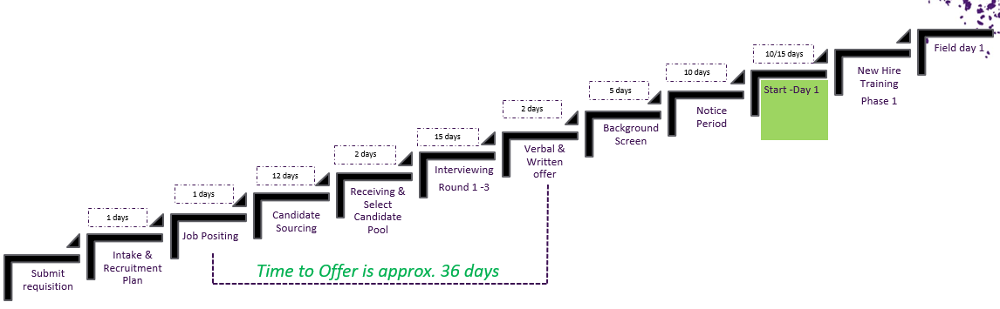 Submit
requisition
1 days
Intake &
Recruitment
Plan
1 days
Job Positing
12 days
Candidate
Sourcing
2 days
Receiving &
Select
Candidate
Pool
15 days
Interviewing
Round 1 -3
2 days
Verbal &
Written
offer
5 days
Background
Screen
10 days
Notice
Period
10/15 days
Start -Day 1
New Hire
Training
Phase 1
Field day 1
Time to Offer is approx. 36 days